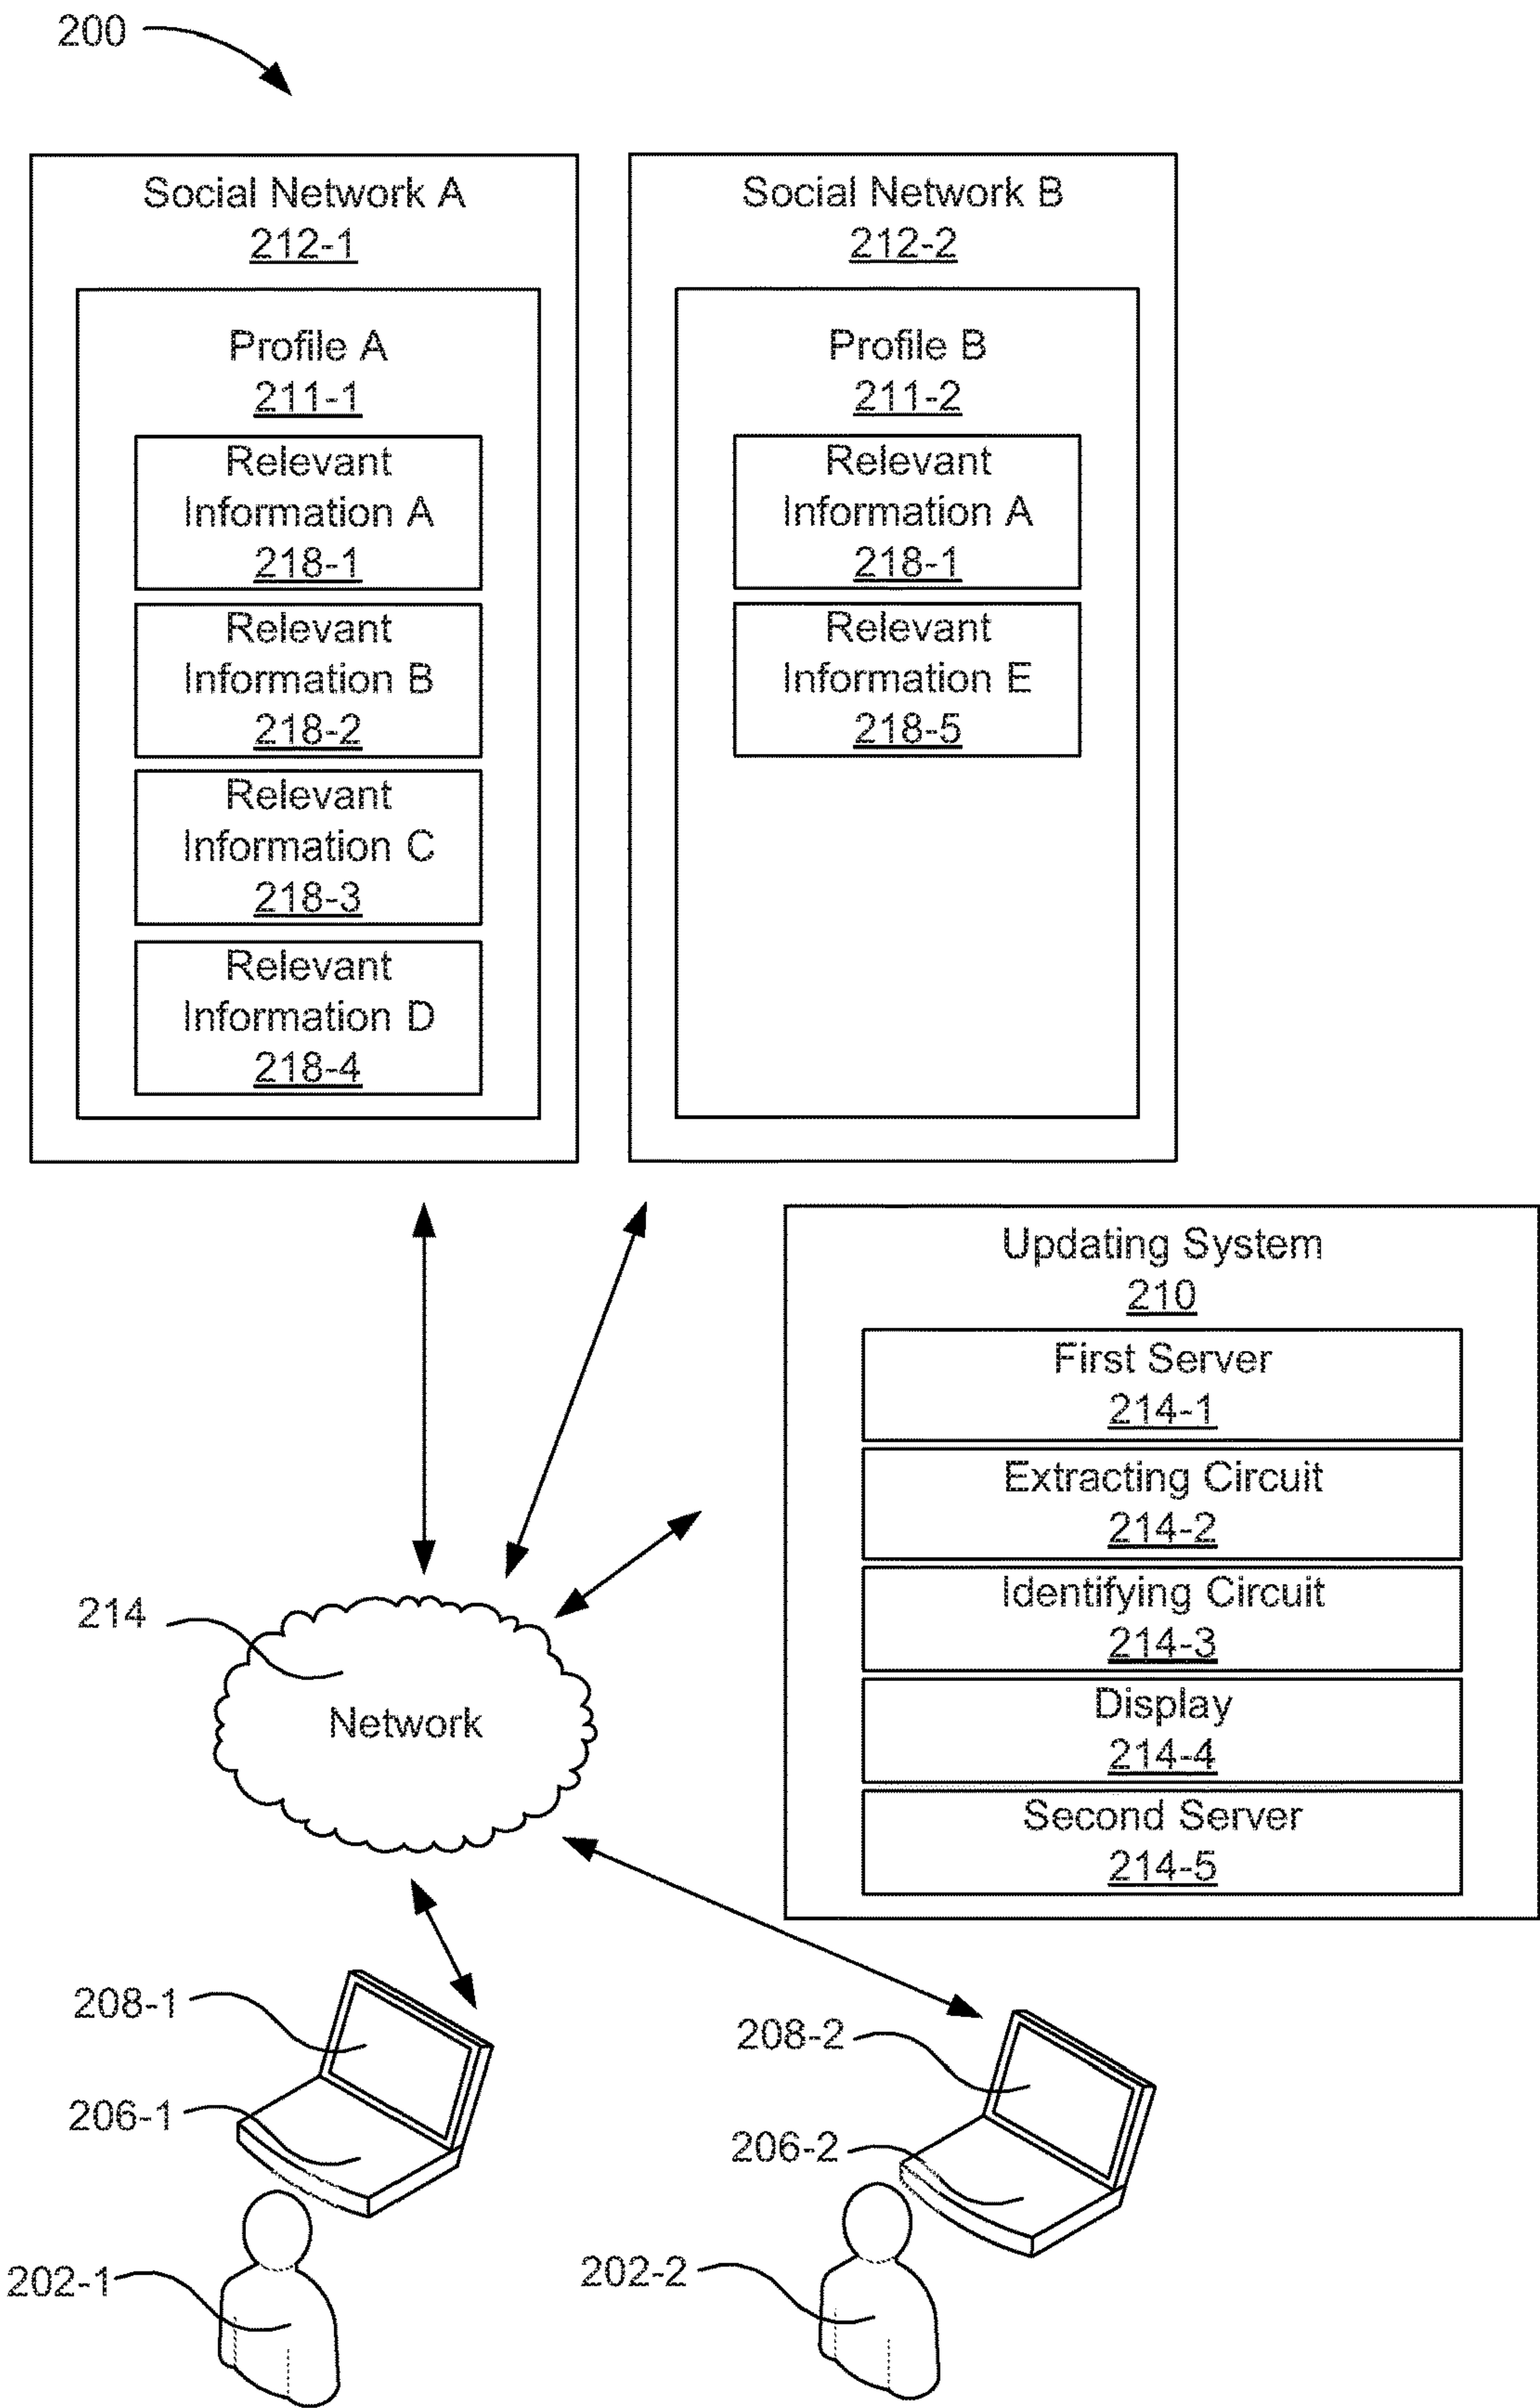 200
Social Network A
212-1
Profile A
211-1
Relevant
Information A
218-1
Relevant
Information B
218-2
Relevant
Information C
218-3
Relevant
Information D
218-4
Social Network B
212-2
Profile B
211-2
Relevant
Information A
218-1
Relevant
Information E
218-5
Updating System
210
First Server
214-1
Extracting Circuit
214-2
Identifying Circuit
214-3
Display
214-4
Second Server
214-5
214
Network
208-1
206-1
202-1
208-2
206-2
202-2